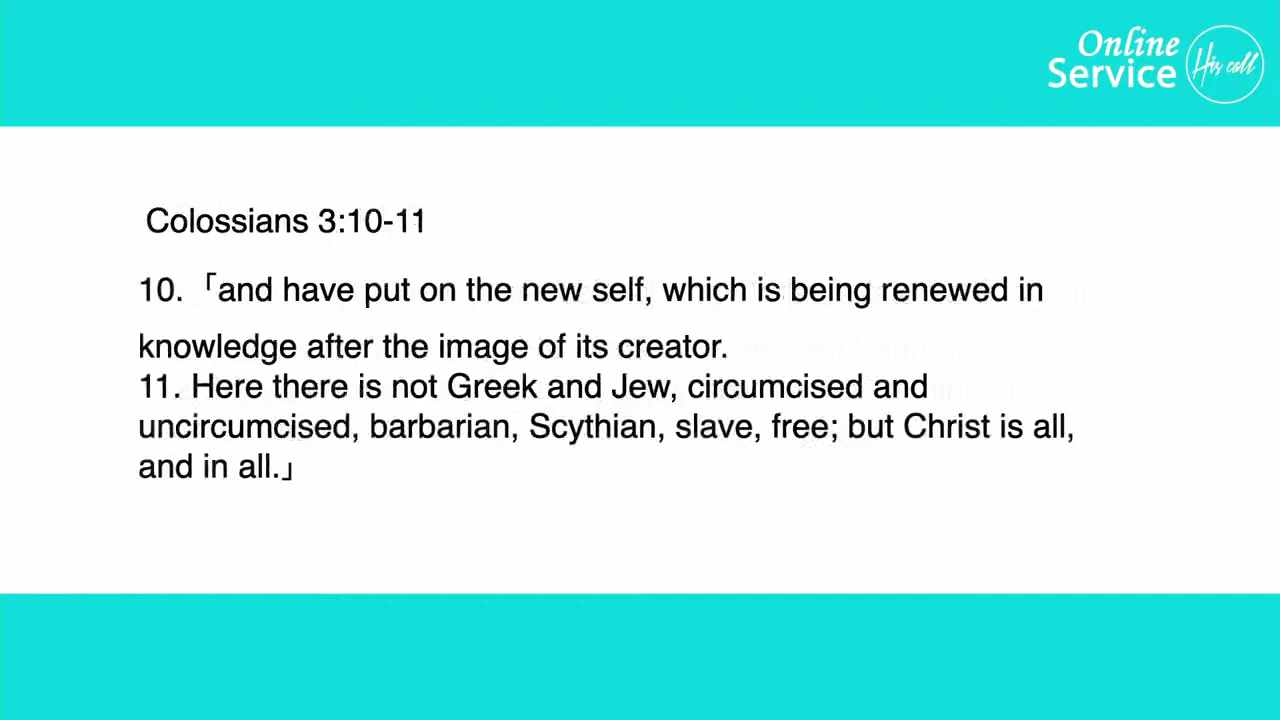 Online
Service
His call
Colossians 3:10-11
10.「and have put on the new self, which is being renewed in
knowledge after the image of its creator.
11. Here there is not Greek and Jew, circumcised and
uncircumcised, barbarian, Scythian, slave, free; but Christ is all,
and in all.」